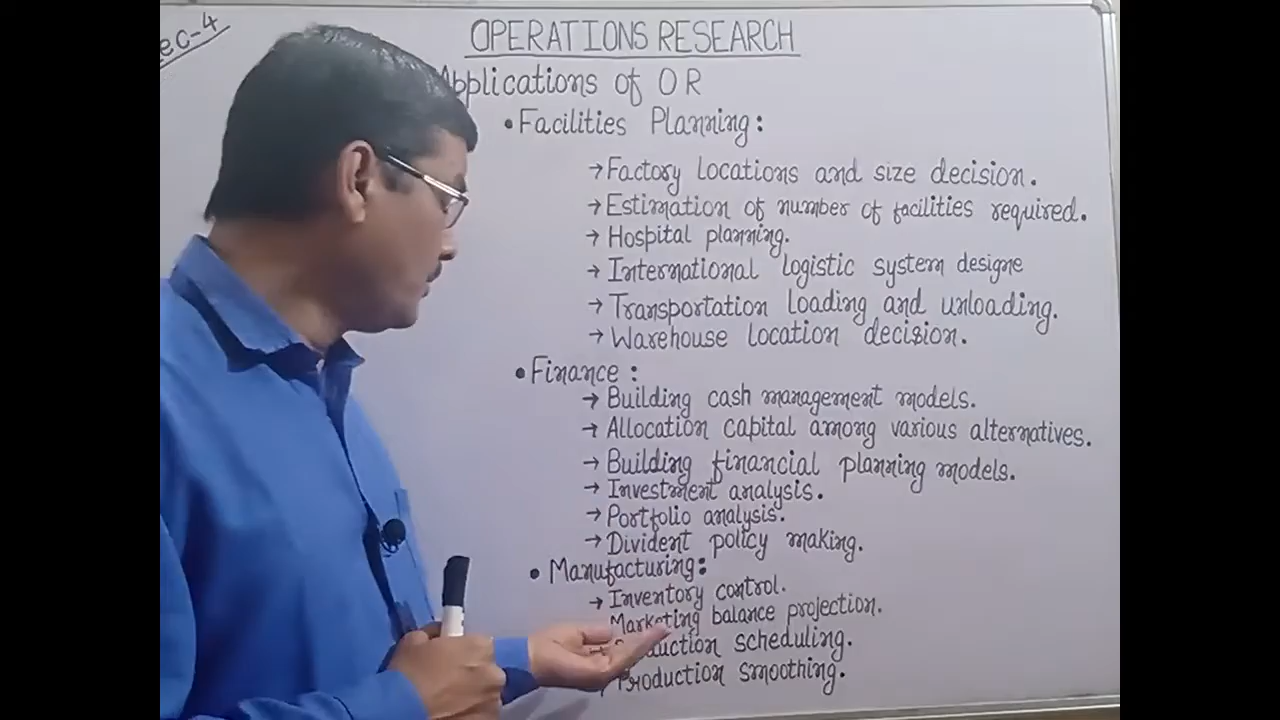 ec-4
OPERATIONS RESEARCH
Applications of OR
• Facilities Planning:
→ Factory Locations and size decision.
→ Estimation of number of facilities required.
→ Hospital planning.
→ International logistic system designe
→ Transportation Loading and unloading.
→ Warehouse location decision.
• Finance:
→ Building cash management models.
→ Allocation capital among various alternatives.
→ Building financial planning models.
→ Investment analysis.
→ Portfolio analysis.
→ Divident policy making.
• Manufacturing:
→ Inventory control.
Marketing balance projection.
→ Production scheduling.
→ Production smoothing.